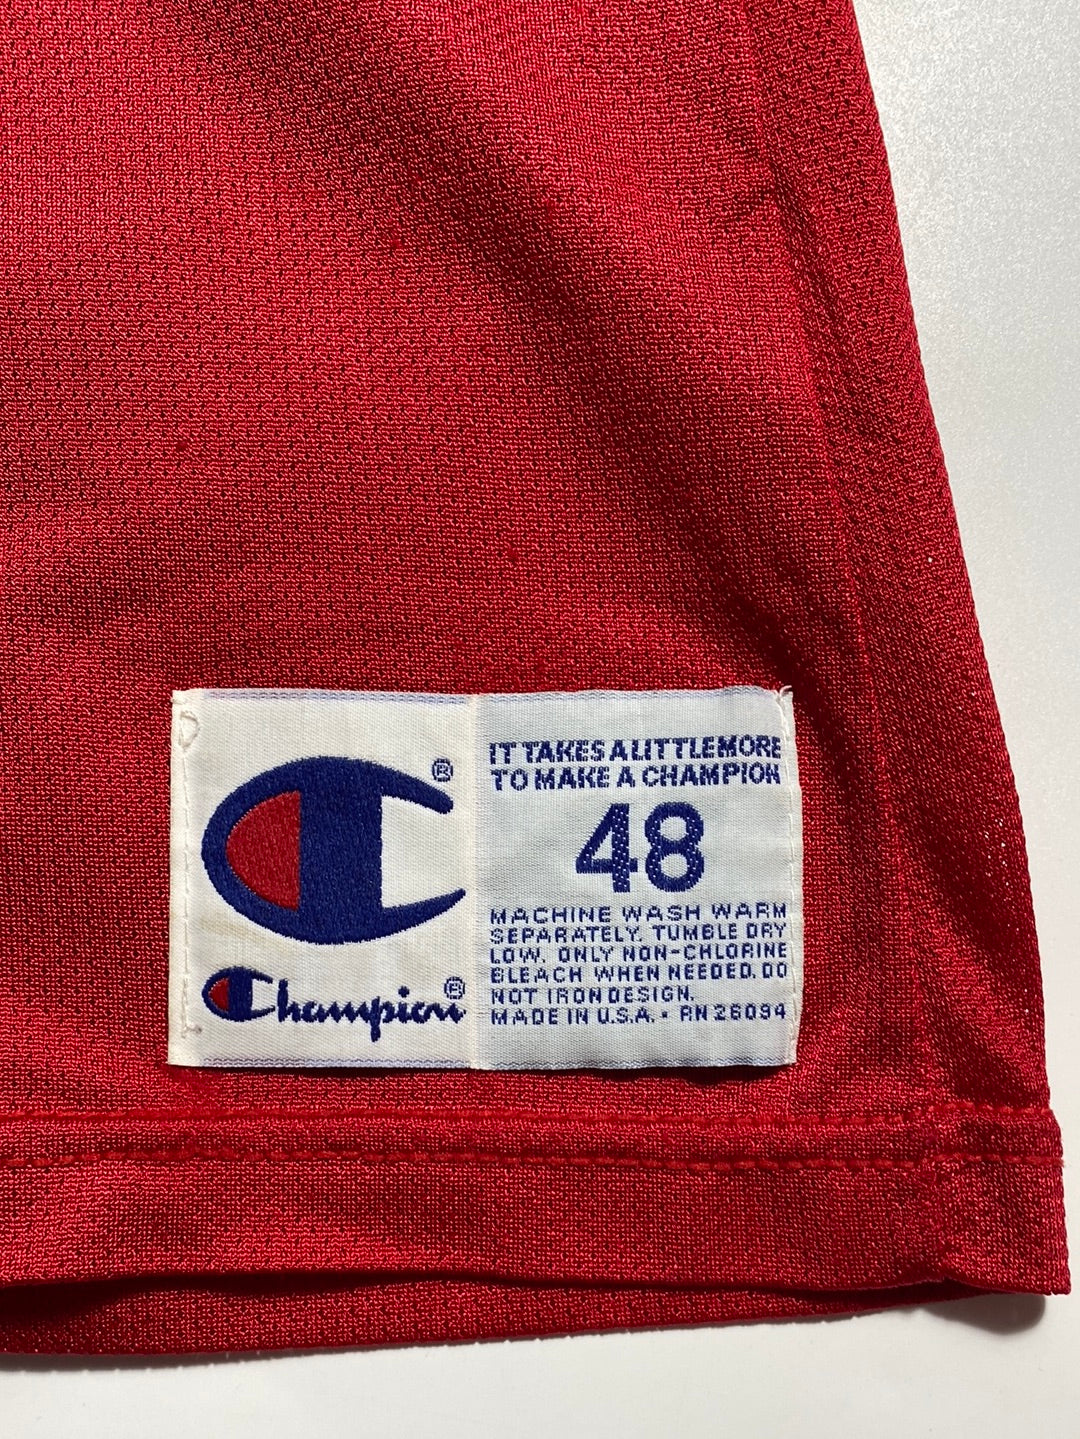 ®
Champion®
IT TAKES A LITTLE MORE
TO MAKE A CHAMPION
48
MACHINE WASH WARM
SEPARATELY. TUMBLE DRY
LOW. ONLY NON-CHLORINE
BLEACH WHEN NEEDED. DO
NOT IRON DESIGN.
MADE IN U.S.A. • RN 26094